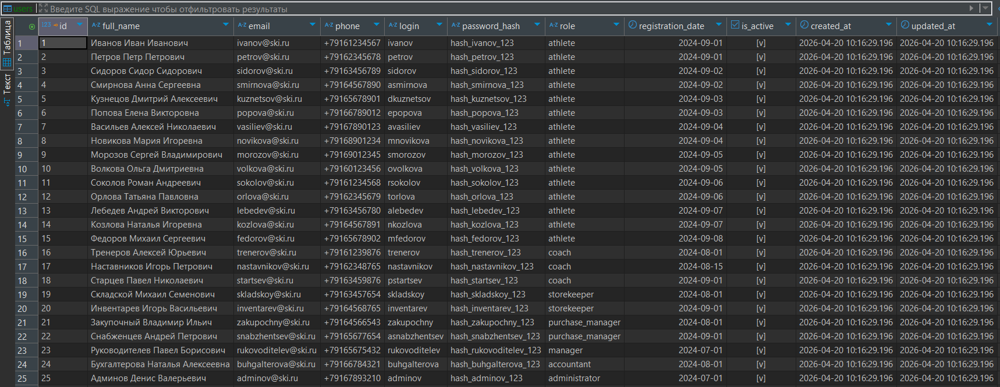 users Введите SQL выражение чтобы отфильтровать результаты
Таблица
Текст
123 id A-Z full_name A-Z email A-Z phone A-Z login A-Z password_hash A-Z role registration_date is_active created_at updated_at
1 1 Иванов Иван Иванович ivanov@ski.ru +79161234567 ivanov hash_ivanov_123 athlete 2024-09-01 [v] 2026-04-20 10:16:29.196 2026-04-20 10:16:29.196
2 2 Петров Петр Петрович petrov@ski.ru +79162345678 petrov hash_petrov_123 athlete 2024-09-01 [v] 2026-04-20 10:16:29.196 2026-04-20 10:16:29.196
3 3 Сидоров Сидор Сидорович sidorov@ski.ru +79163456789 sidorov hash_sidorov_123 athlete 2024-09-02 [v] 2026-04-20 10:16:29.196 2026-04-20 10:16:29.196
4 4 Смирнова Анна Сергеевна smirnova@ski.ru +79164567890 asmirnova hash_smirnova_123 athlete 2024-09-02 [v] 2026-04-20 10:16:29.196 2026-04-20 10:16:29.196
5 5 Кузнецов Дмитрий Алексеевич kuznetsov@ski.ru +79165678901 dkuznetsov hash_kuznetsov_123 athlete 2024-09-03 [v] 2026-04-20 10:16:29.196 2026-04-20 10:16:29.196
6 6 Попова Елена Викторовна popova@ski.ru +79166789012 epopova hash_popova_123 athlete 2024-09-03 [v] 2026-04-20 10:16:29.196 2026-04-20 10:16:29.196
7 7 Васильев Алексей Николаевич vasiliev@ski.ru +79167890123 avasiliev hash_vasiliev_123 athlete 2024-09-04 [v] 2026-04-20 10:16:29.196 2026-04-20 10:16:29.196
8 8 Новикова Мария Игоревна novikova@ski.ru +79168901234 mnovikova hash_novikova_123 athlete 2024-09-04 [v] 2026-04-20 10:16:29.196 2026-04-20 10:16:29.196
9 9 Морозов Сергей Владимирович morozov@ski.ru +79169012345 smorozov hash_morozov_123 athlete 2024-09-05 [v] 2026-04-20 10:16:29.196 2026-04-20 10:16:29.196
10 10 Волкова Ольга Дмитриевна volkova@ski.ru +79160123456 ovolkova hash_volkova_123 athlete 2024-09-05 [v] 2026-04-20 10:16:29.196 2026-04-20 10:16:29.196
11 11 Соколов Роман Андреевич sokolov@ski.ru +79161234568 rsokolov hash_sokolov_123 athlete 2024-09-06 [v] 2026-04-20 10:16:29.196 2026-04-20 10:16:29.196
12 12 Орлова Татьяна Павловна orlova@ski.ru +79162345679 torlova hash_orlova_123 athlete 2024-09-06 [v] 2026-04-20 10:16:29.196 2026-04-20 10:16:29.196
13 13 Лебедев Андрей Викторович lebedev@ski.ru +79163456780 alebedev hash_lebedev_123 athlete 2024-09-07 [v] 2026-04-20 10:16:29.196 2026-04-20 10:16:29.196
14 14 Козлова Наталья Игоревна kozlova@ski.ru +79164567891 nkozlova hash_kozlova_123 athlete 2024-09-07 [v] 2026-04-20 10:16:29.196 2026-04-20 10:16:29.196
15 15 Федоров Михаил Сергеевич fedorov@ski.ru +79165678902 mfedorov hash_fedorov_123 athlete 2024-09-08 [v] 2026-04-20 10:16:29.196 2026-04-20 10:16:29.196
16 16 Тренеров Алексей Юрьевич trenerov@ski.ru +79161239876 trenerov hash_trenerov_123 coach 2024-08-01 [v] 2026-04-20 10:16:29.196 2026-04-20 10:16:29.196
17 17 Наставников Игорь Петрович nastavnikov@ski.ru +79162348765 nastavnikov hash_nastavnikov_123 coach 2024-08-15 [v] 2026-04-20 10:16:29.196 2026-04-20 10:16:29.196
18 18 Старцев Павел Николаевич startsev@ski.ru +79163459876 pstartsev hash_startsev_123 coach 2024-09-01 [v] 2026-04-20 10:16:29.196 2026-04-20 10:16:29.196
19 19 Складской Михаил Семенович skladskoy@ski.ru +79163457654 skladskoy hash_skladskoy_123 storekeeper 2024-08-01 [v] 2026-04-20 10:16:29.196 2026-04-20 10:16:29.196
20 20 Инвентарев Игорь Васильевич inventarev@ski.ru +79164568765 inventarev hash_inventarev_123 storekeeper 2024-09-01 [v] 2026-04-20 10:16:29.196 2026-04-20 10:16:29.196
21 21 Закупочный Владимир Ильич zakupochny@ski.ru +79164566543 zakupochny hash_zakupochny_123 purchase_manager 2024-08-01 [v] 2026-04-20 10:16:29.196 2026-04-20 10:16:29.196
22 22 Снабженцев Андрей Петрович snabzhentsev@ski.ru +79165677654 asnabzhentsev hash_snabzhentsev_123 purchase_manager 2024-09-01 [v] 2026-04-20 10:16:29.196 2026-04-20 10:16:29.196
23 23 Руководителев Павел Борисович rukovoditelev@ski.ru +79165675432 rukovoditelev hash_rukovoditelev_123 manager 2024-07-01 [v] 2026-04-20 10:16:29.196 2026-04-20 10:16:29.196
24 24 Бухгалтерова Наталья Алексеевна buhgalterova@ski.ru +79166784321 buhgalterova hash_buhgalterova_123 accountant 2024-08-01 [v] 2026-04-20 10:16:29.196 2026-04-20 10:16:29.196
25 25 Админов Денис Валерьевич adminov@ski.ru +79167893210 adminov hash_adminov_123 administrator 2024-07-01 [v] 2026-04-20 10:16:29.196 2026-04-20 10:16:29.196